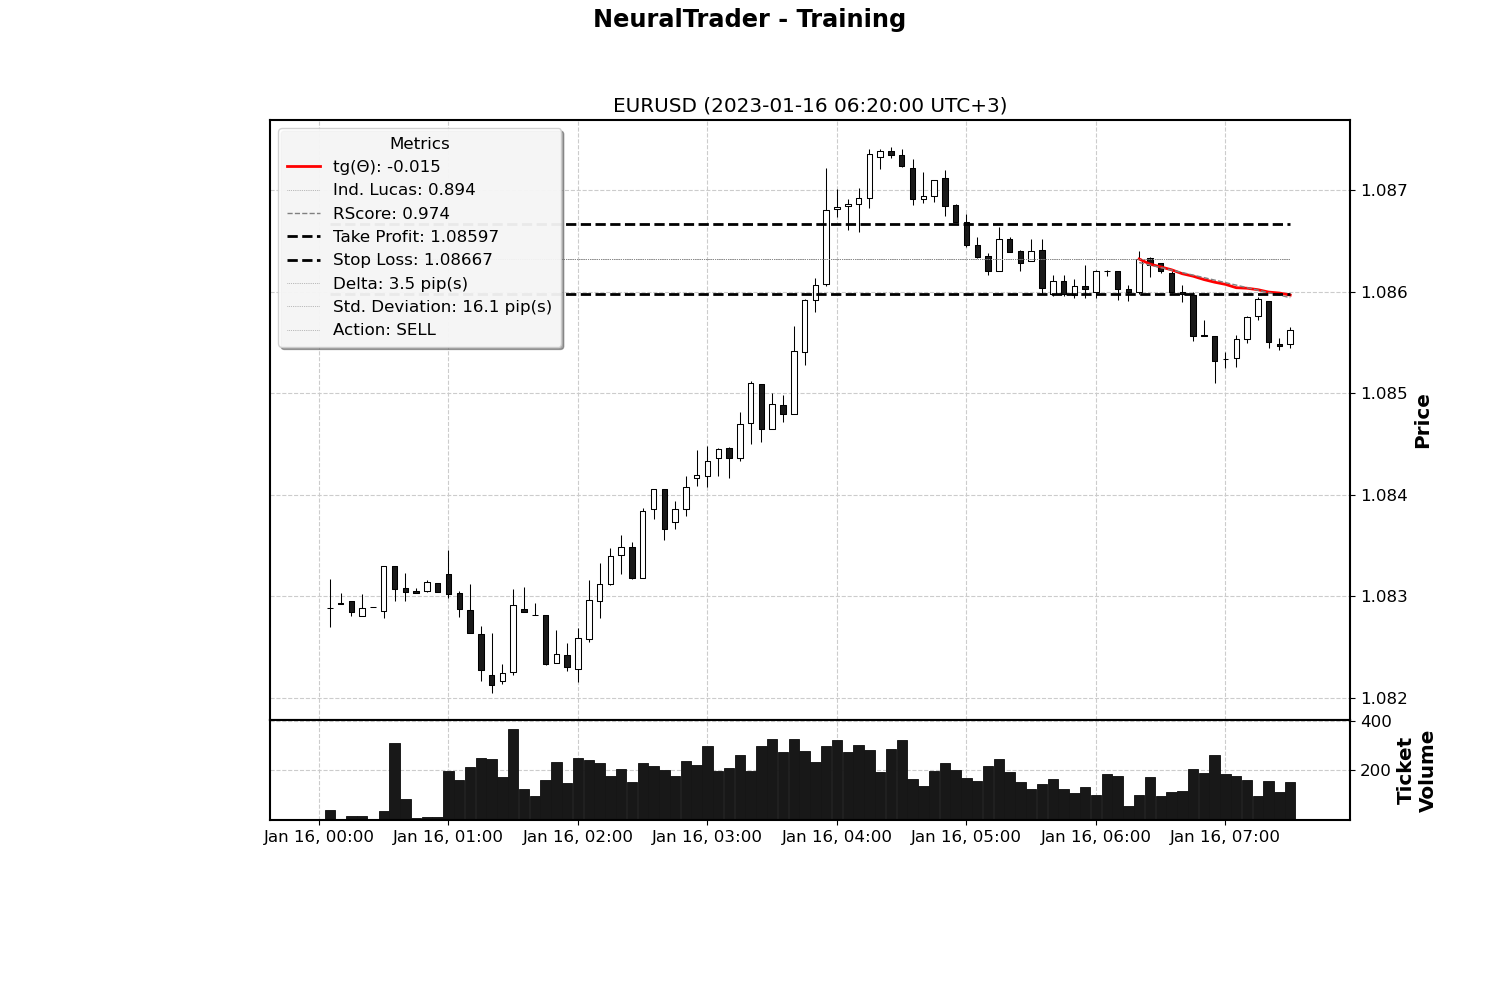 NeuralTrader - Training
EURUSD (2023-01-16 06:20:00 UTC+3)
Metrics
tg(Θ): -0.015
Ind. Lucas: 0.894
RScore: 0.974
Take Profit: 1.08597
Stop Loss: 1.08667
Delta: 3.5 pip(s)
Std. Deviation: 16.1 pip(s)
Action: SELL
1.087
1.086
1.085
1.084
1.083
1.082
Price
400
200
Ticket
Volume
Jan 16, 00:00
Jan 16, 01:00
Jan 16, 02:00
Jan 16, 03:00
Jan 16, 04:00
Jan 16, 05:00
Jan 16, 06:00
Jan 16, 07:00